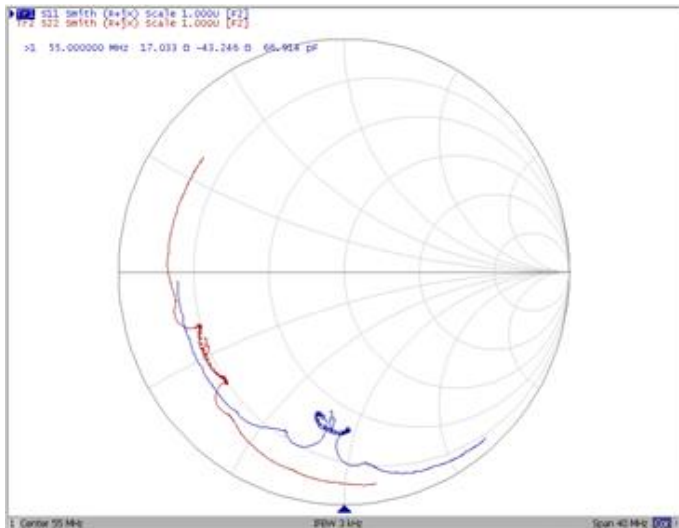 Tr1 S11 Smith (R+jX) Scale 1.000U [F2]
Tr2 S22 Smith (R+jX) Scale 1.000U [F2]
>1 55.000000 MHz 17.033 Ω -43.246 Ω 66.914 pF
1 Center 55 MHz IFBW 3 kHz Span 40 MHz Cor